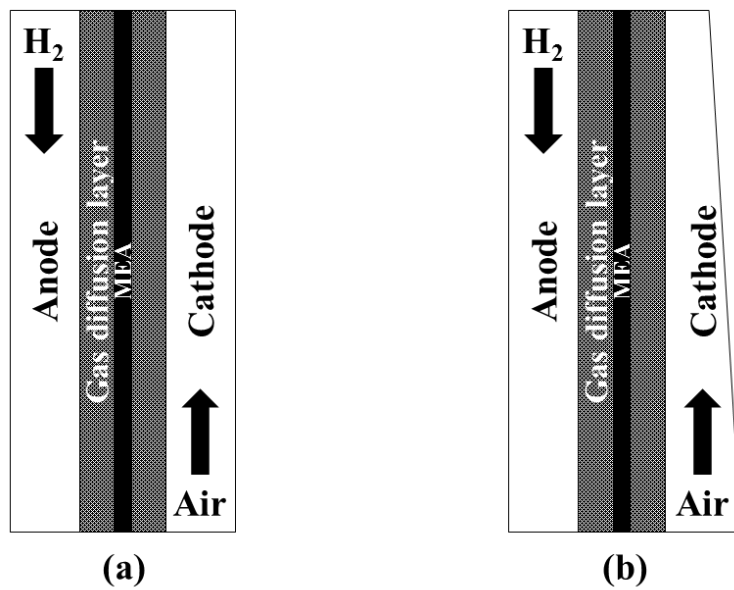 H₂
Anode
Gas diffusion layer
MEA
Cathode
Air
(a)
H₂
Anode
Gas diffusion layer
MEA
Cathode
Air
(b)